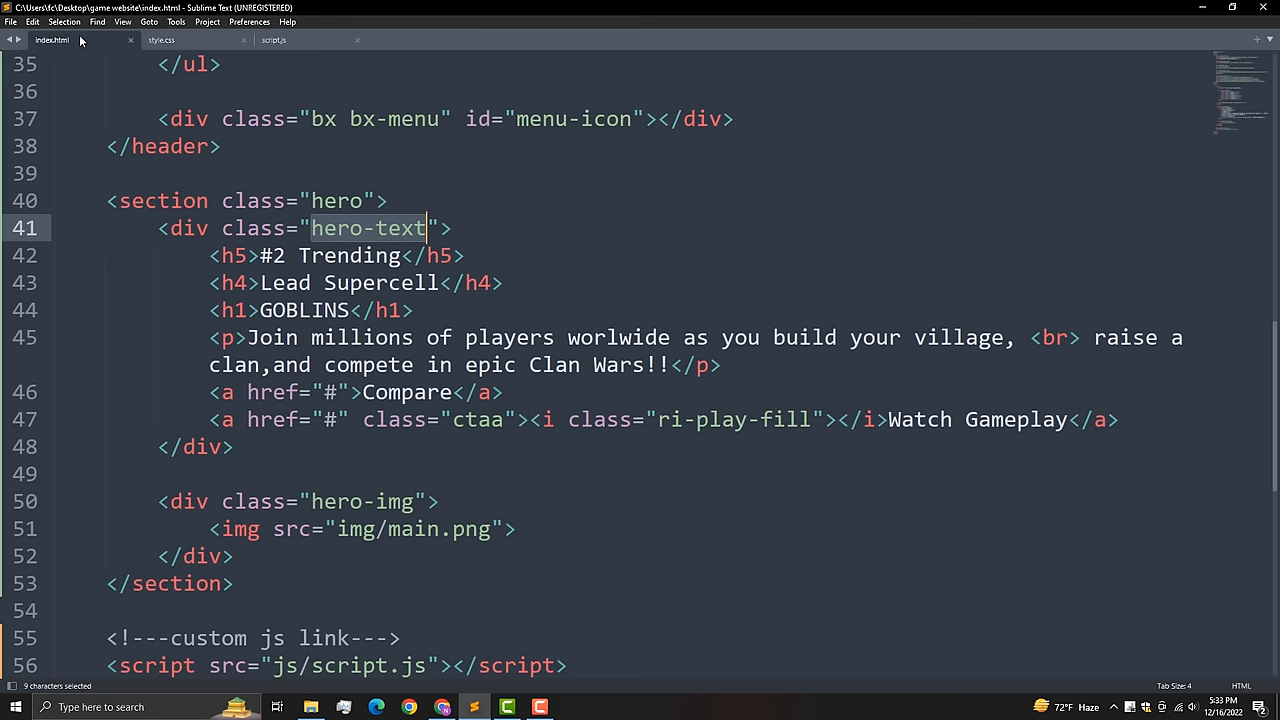 C:\Users\fc\Desktop\game website\index.html - Sublime Text (UNREGISTERED)
File Edit Selection Find View Goto Tools Project Preferences Help
index.html × style.css × script.js ×
35 </ul>
36
37 <div class="bx bx-menu" id="menu-icon"></div>
38 </header>
39
40 <section class="hero">
41 <div class="hero-text">
42 <h5>#2 Trending</h5>
43 <h4>Lead Supercell</h4>
44 <h1>GOBLINS</h1>
45 <p>Join millions of players worlwide as you build your village, <br> raise a
clan,and compete in epic Clan Wars!!</p>
46 <a href="#">Compare</a>
47 <a href="#" class="ctaa"><i class="ri-play-fill"></i>Watch Gameplay</a>
48 </div>
49
50 <div class="hero-img">
51 <img src="img/main.png">
52 </div>
53 </section>
54
55 <!---custom js link--->
56 <script src="js/script.js"></script>
9 characters selected Tab Size: 4 HTML
Type here to search 72°F Haze 5:33 PM
12/16/2022